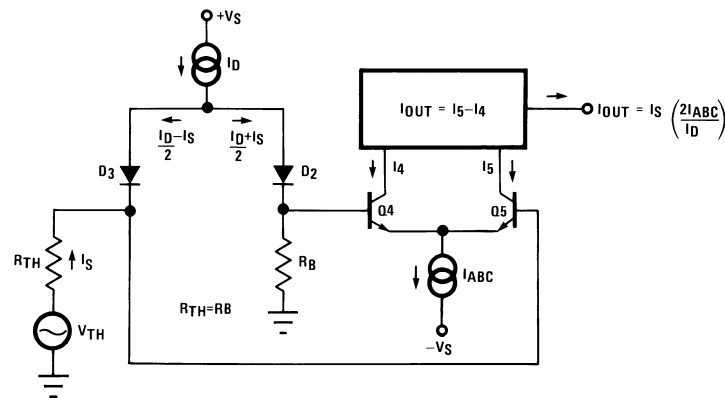 +VS
ID
ID/2 – IS
ID/2 + IS
D3
D2
IOUT = I5–I4
IOUT = IS (2IABC/ID)
I4
I5
Q4
Q5
RTH
IS
RB
IABC
RTH=RB
VTH
–VS